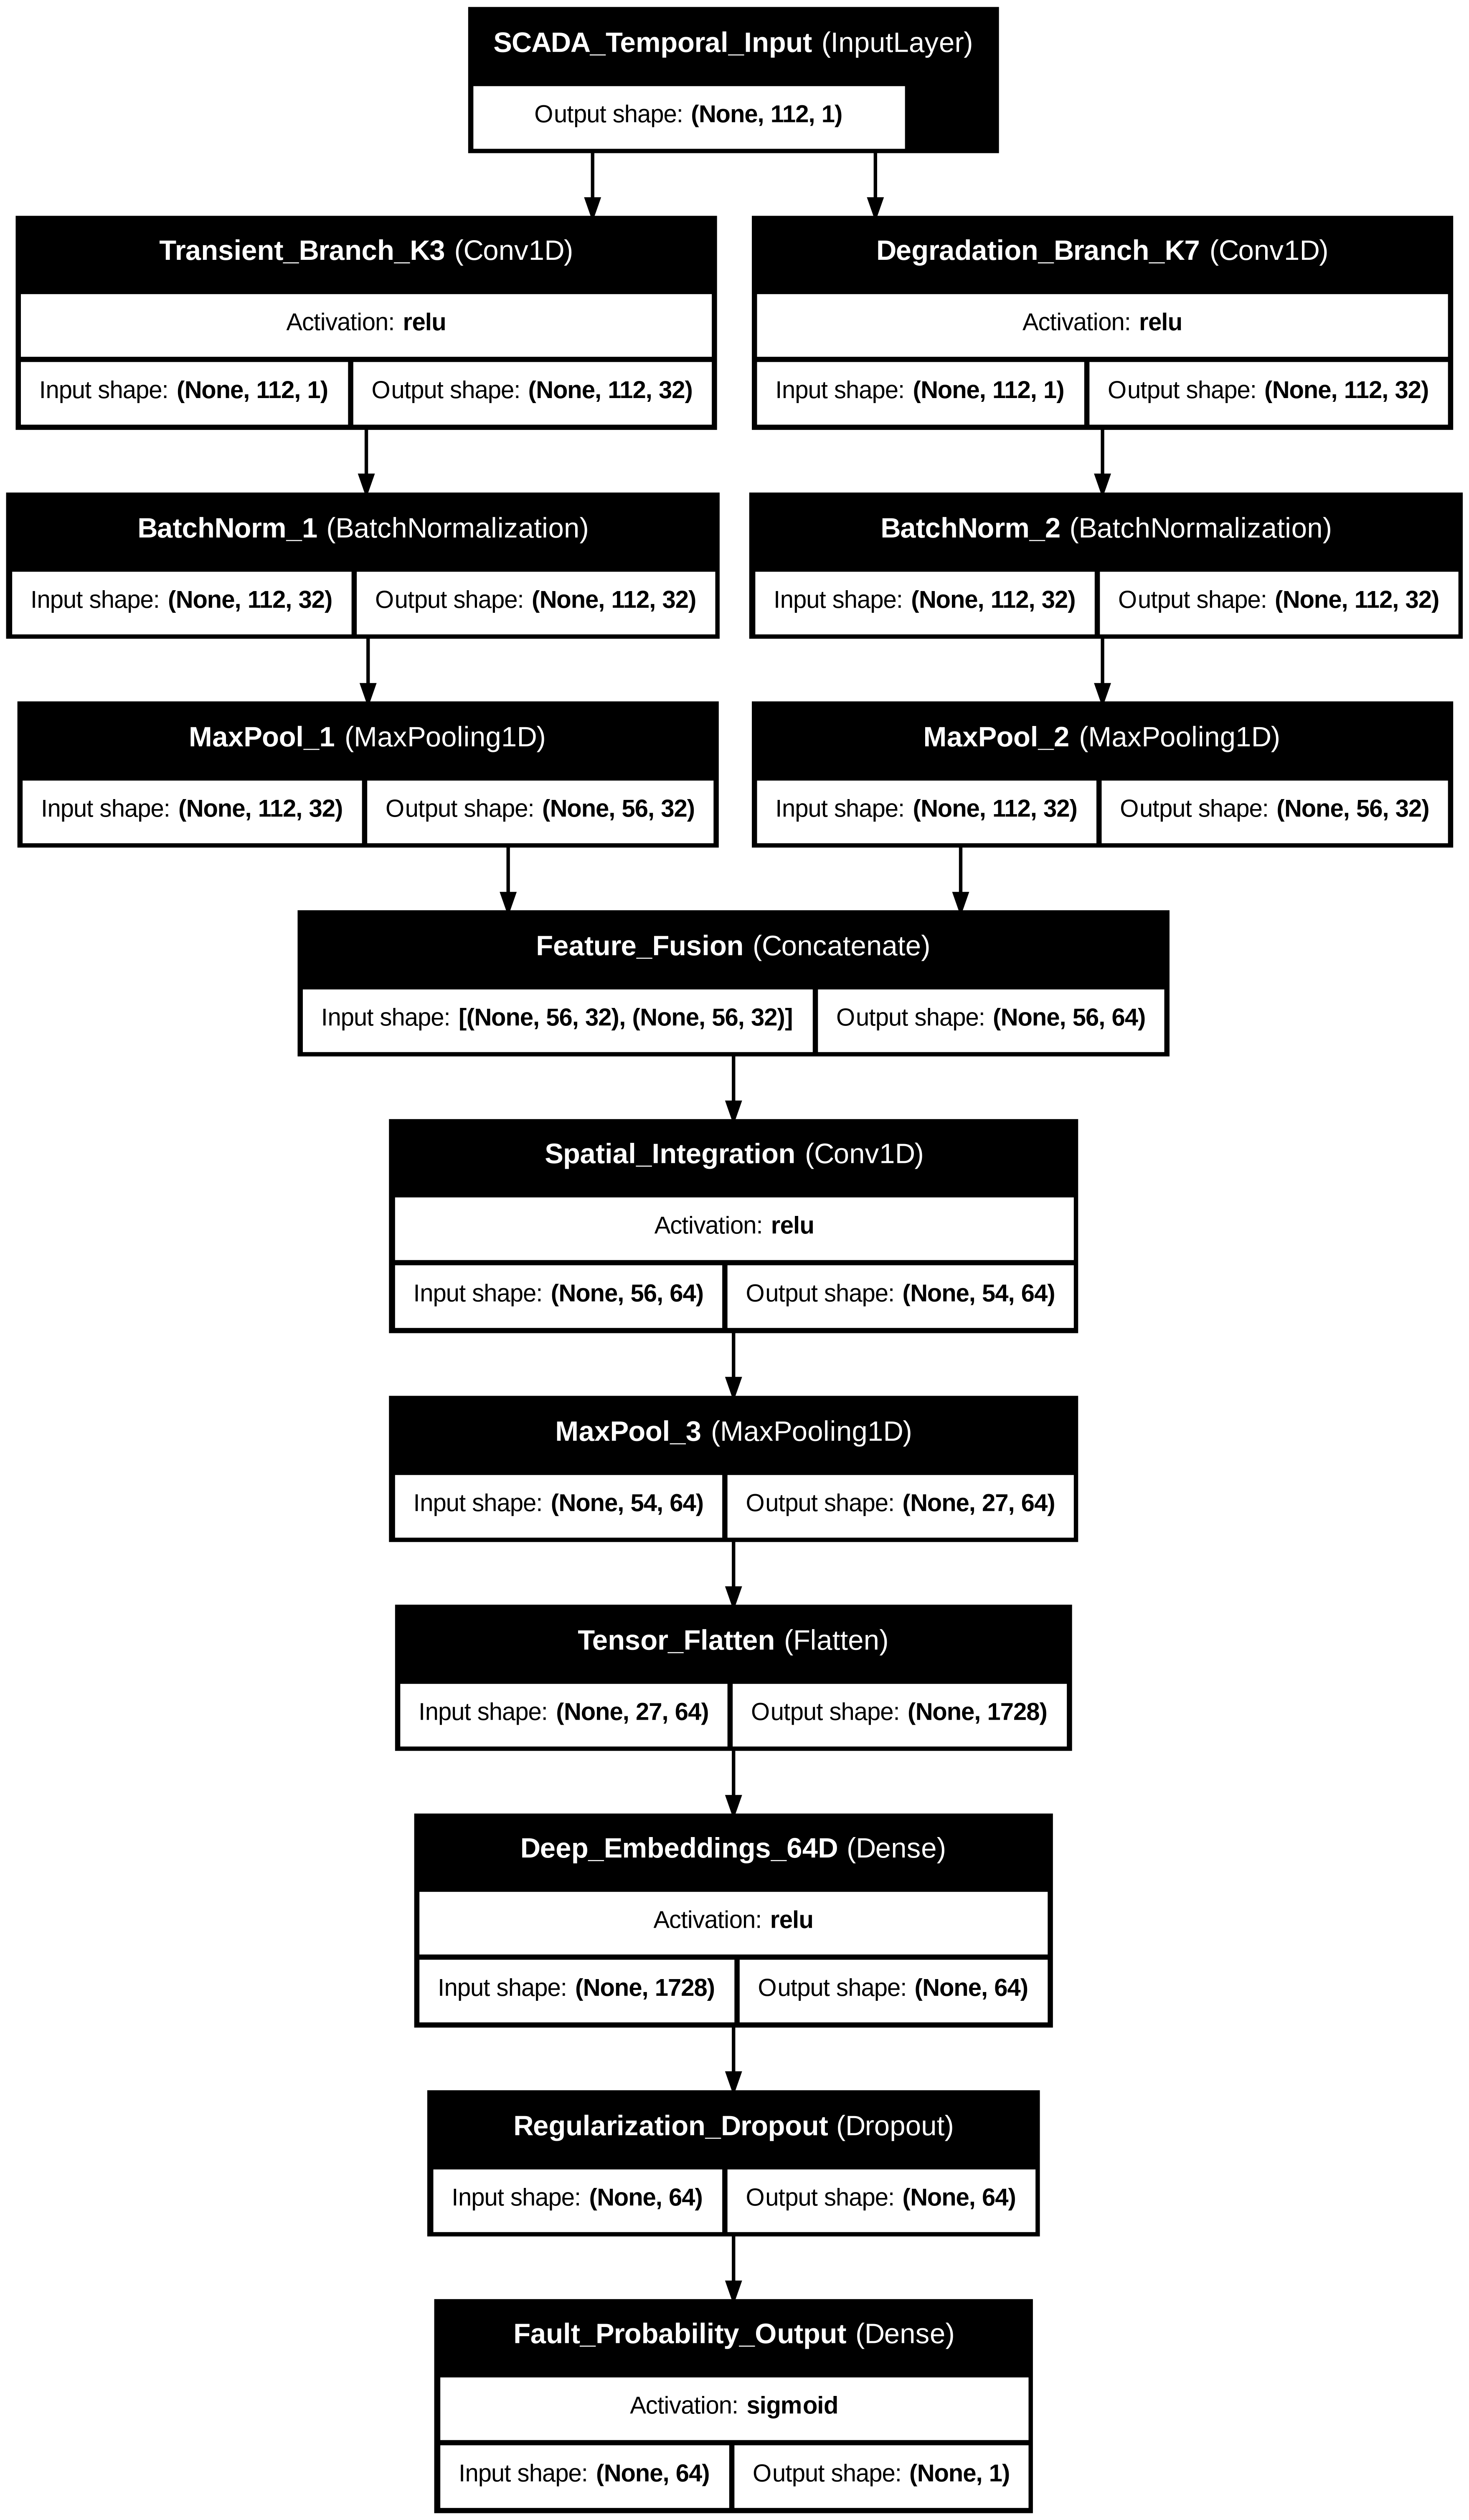 SCADA_Temporal_Input (InputLayer)
Output shape: (None, 112, 1)
Transient_Branch_K3 (Conv1D)
Activation: relu
Input shape: (None, 112, 1)
Output shape: (None, 112, 32)
Degradation_Branch_K7 (Conv1D)
Activation: relu
Input shape: (None, 112, 1)
Output shape: (None, 112, 32)
BatchNorm_1 (BatchNormalization)
Input shape: (None, 112, 32)
Output shape: (None, 112, 32)
BatchNorm_2 (BatchNormalization)
Input shape: (None, 112, 32)
Output shape: (None, 112, 32)
MaxPool_1 (MaxPooling1D)
Input shape: (None, 112, 32)
Output shape: (None, 56, 32)
MaxPool_2 (MaxPooling1D)
Input shape: (None, 112, 32)
Output shape: (None, 56, 32)
Feature_Fusion (Concatenate)
Input shape: [(None, 56, 32), (None, 56, 32)]
Output shape: (None, 56, 64)
Spatial_Integration (Conv1D)
Activation: relu
Input shape: (None, 56, 64)
Output shape: (None, 54, 64)
MaxPool_3 (MaxPooling1D)
Input shape: (None, 54, 64)
Output shape: (None, 27, 64)
Tensor_Flatten (Flatten)
Input shape: (None, 27, 64)
Output shape: (None, 1728)
Deep_Embeddings_64D (Dense)
Activation: relu
Input shape: (None, 1728)
Output shape: (None, 64)
Regularization_Dropout (Dropout)
Input shape: (None, 64)
Output shape: (None, 64)
Fault_Probability_Output (Dense)
Activation: sigmoid
Input shape: (None, 64)
Output shape: (None, 1)